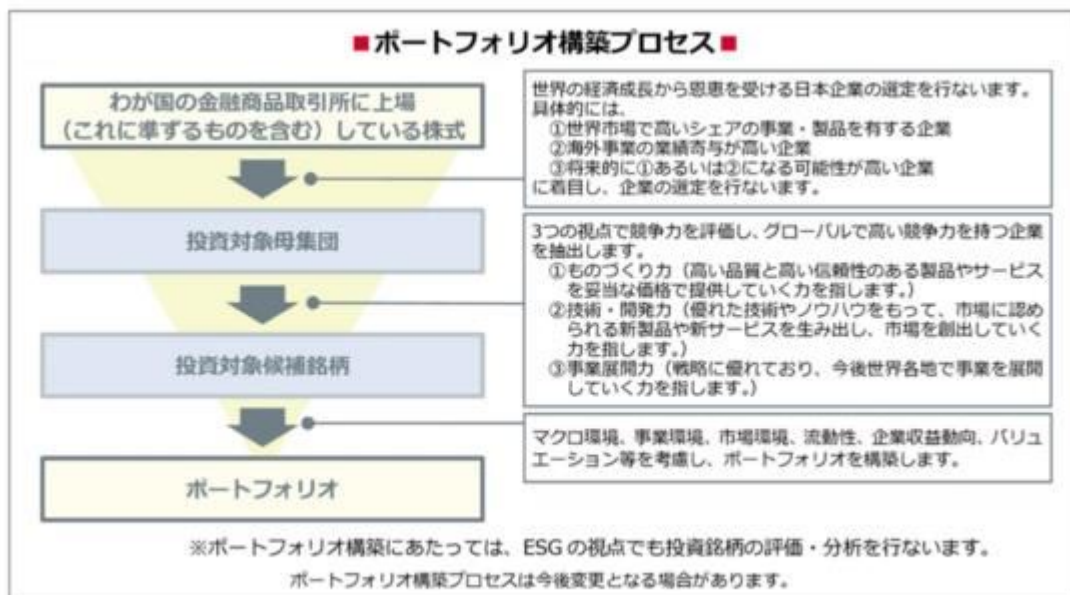 ■ポートフォリオ構築プロセス■
わが国の金融商品取引所に上場
（これに準ずるものを含む）している株式
世界の経済成長から恩恵を受ける日本企業の選定を行ないます。
具体的には、
①世界市場で高いシェアの事業・製品を有する企業
②海外事業の業績寄与が高い企業
③将来的に①あるいは②になる可能性が高い企業
に着目し、企業の選定を行ないます。
投資対象母集団
3つの視点で競争力を評価し、グローバルで高い競争力を持つ企業
を抽出します。
①ものづくり力（高い品質と高い信頼性のある製品やサービス
を妥当な価格で提供していく力を指します。）
②技術・開発力（優れた技術やノウハウをもって、市場に認め
られる新製品や新サービスを生み出し、市場を創出していく
力を指します。）
③事業展開力（戦略に優れており、今後世界各地で事業を展開
していく力を指します。）
投資対象候補銘柄
マクロ環境、事業環境、市場環境、流動性、企業収益動向、バリュ
エーション等を考慮し、ポートフォリオを構築します。
ポートフォリオ
※ポートフォリオ構築にあたっては、ESGの視点でも投資銘柄の評価・分析を行ないます。
ポートフォリオ構築プロセスは今後変更となる場合があります。